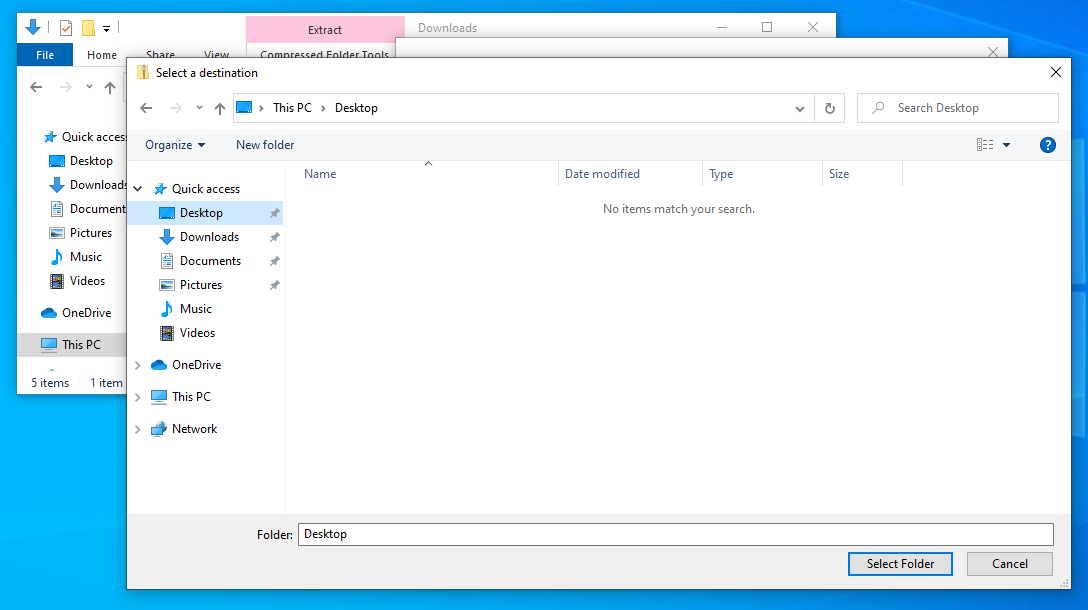 Extract
Downloads
File
Home
Share
View
Compressed Folder Tools
Select a destination
This PC
Desktop
Search Desktop
Organize
New folder
Quick access
Desktop
Downloads
Document
Pictures
Music
Videos
OneDrive
This PC
5 items
1 item
Quick access
Desktop
Downloads
Documents
Pictures
Music
Videos
OneDrive
This PC
Network
Name
Date modified
Type
Size
No items match your search.
Folder:
Desktop
Select Folder
Cancel